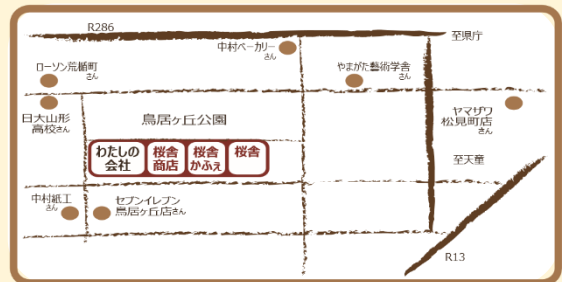 R286
至県庁
中村ベーカリー
さん
ローソン荒楯町
さん
やまがた藝術学舎
さん
日大山形
高校さん
鳥居ヶ丘公園
ヤマザワ
松見町店
さん
わたしの
会社
桜舎
商店
桜舎
かふぇ
桜舎
至天童
中村紙工
さん
セブンイレブン
鳥居ヶ丘店さん
R13